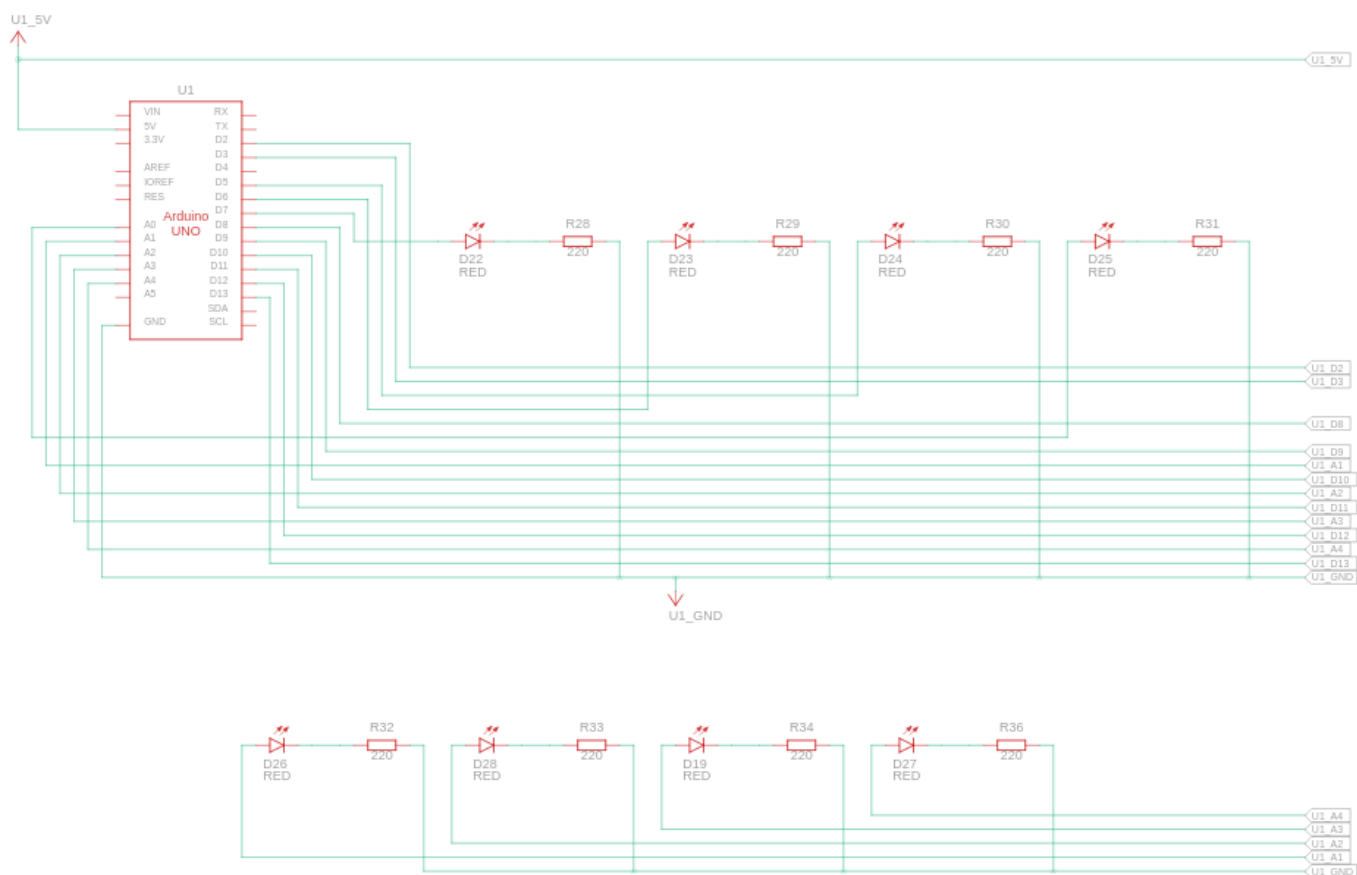 U1_5V
U1_5V
U1
VIN RX
5V TX
3.3V D2
D3
AREF D4
IOREF D5
RES D6
D7
Arduino
UNO
A0 D8
A1 D9
A2 D10
A3 D11
A4 D12
A5 D13
SDA
GND SCL
R28 R29 R30 R31
220 220 220 220
D22 D23 D24 D25
RED RED RED RED
U1_D2
U1_D3
U1_D8
U1_D9
U1_A1
U1_D10
U1_A2
U1_D11
U1_A3
U1_D12
U1_A4
U1_D13
U1_GND
U1_GND
R32 R33 R34 R36
220 220 220 220
D26 D28 D19 D27
RED RED RED RED
U1_A4
U1_A3
U1_A2
U1_A1
U1_GND